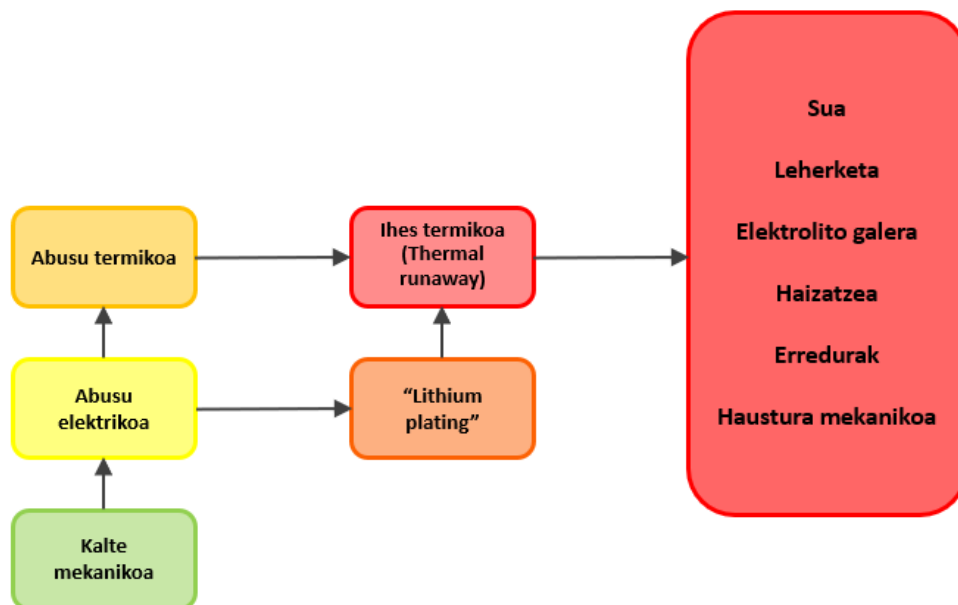 Abusu termikoa
Ihes termikoa
(Thermal
runaway)
Abusu
elektrikoa
“Lithium
plating”
Kalte
mekanikoa
Sua
Leherketa
Elektrolito galera
Haizatzea
Erredurak
Haustura mekanikoa